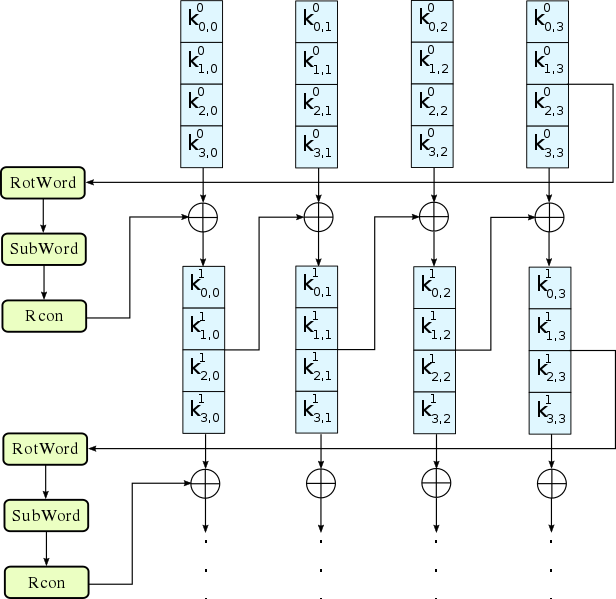 k⁰0,0 k⁰0,1 k⁰0,2 k⁰0,3
k⁰1,0 k⁰1,1 k⁰1,2 k⁰1,3
k⁰2,0 k⁰2,1 k⁰2,2 k⁰2,3
k⁰3,0 k⁰3,1 k⁰3,2 k⁰3,3
RotWord
SubWord
Rcon
k¹0,0 k¹0,1 k¹0,2 k¹0,3
k¹1,0 k¹1,1 k¹1,2 k¹1,3
k¹2,0 k¹2,1 k¹2,2 k¹2,3
k¹3,0 k¹3,1 k¹3,2 k¹3,3
RotWord
SubWord
Rcon